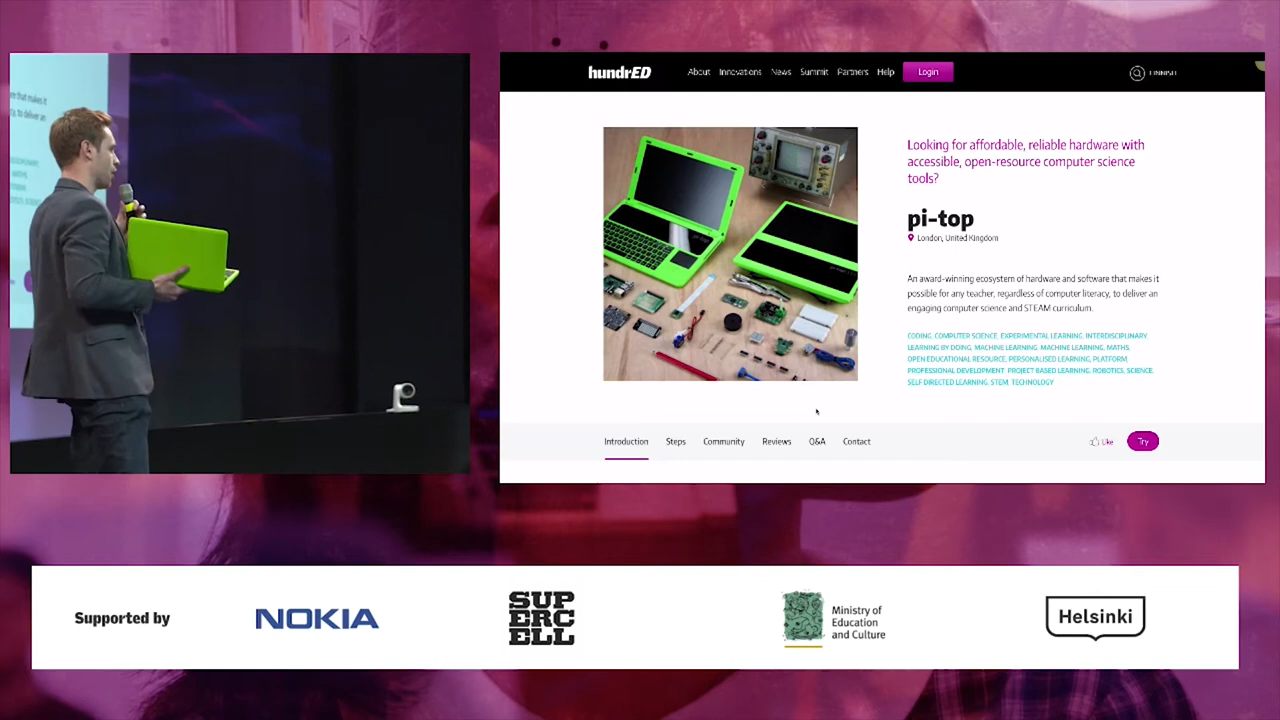 hundrED
About Innovations News Summit Partners Help Login
Looking for affordable, reliable hardware with
accessible, open-resource computer science
tools?
pi-top
London, United Kingdom
An award-winning ecosystem of hardware and software that makes it
possible for any teacher, regardless of computer literacy, to deliver an
engaging computer science and STEAM curriculum.
CODING, COMPUTER SCIENCE, EXPERIMENTAL LEARNING, INTERDISCIPLINARY,
LEARNING BY DOING, MACHINE LEARNING, MACHINE LEARNING, MATHS,
OPEN EDUCATIONAL RESOURCE, PERSONALISED LEARNING, PLATFORM,
PROFESSIONAL DEVELOPMENT, PROJECT BASED LEARNING, ROBOTICS, SCIENCE,
SELF DIRECTED LEARNING, STEM, TECHNOLOGY
Introduction Steps Community Reviews Q&A Contact Like Try
Supported by
NOKIA
SUP
ERC
ELL
Ministry of
Education
and Culture
Helsinki